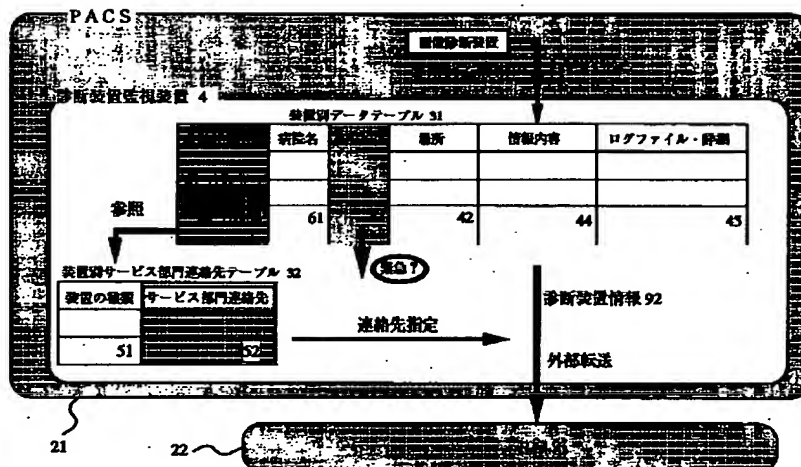 PACS
画像診断装置
診断装置監視装置 4
装置別データテーブル 31
病院名 場所 情報内容 ログファイル・詳細
61 42 44 45
参照
緊急？
装置別サービス部門連絡先テーブル 32
装置の種類 サービス部門連絡先
51 52
連絡先指定
診断装置情報 92
外部転送
21
22